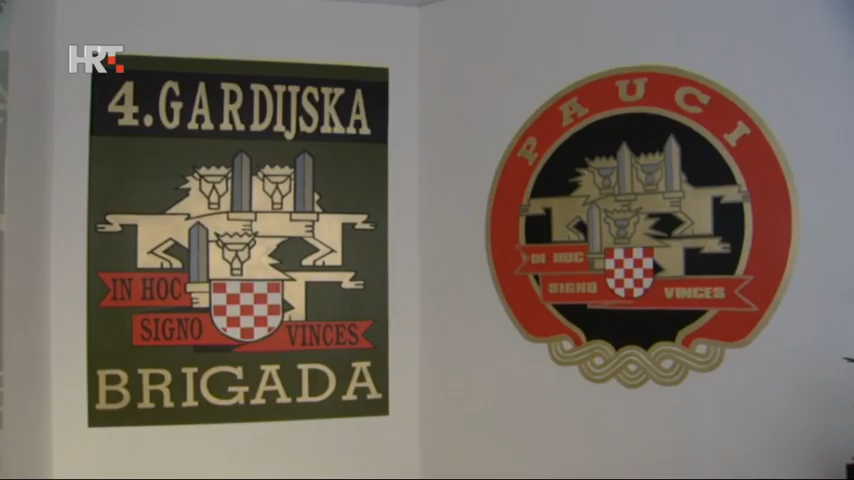 HRT
4.GARDIJSKA
IN HOC
SIGNO VINCES
BRIGADA
PAUCI
IN HOC
SIGNO VINCES